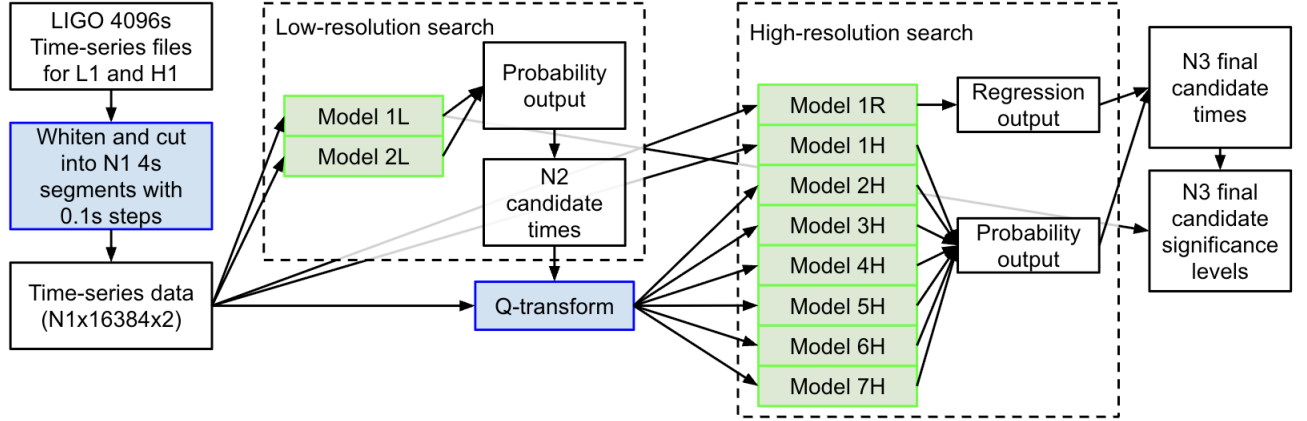 LIGO 4096s
Time-series files
for L1 and H1
Whiten and cut
into N1 4s
segments with
0.1s steps
Time-series data
(N1x16384x2)
Low-resolution search
Model 1L
Model 2L
Probability
output
N2
candidate
times
Q-transform
High-resolution search
Model 1R
Model 1H
Model 2H
Model 3H
Model 4H
Model 5H
Model 6H
Model 7H
Regression
output
Probability
output
N3 final
candidate
times
N3 final
candidate
significance
levels